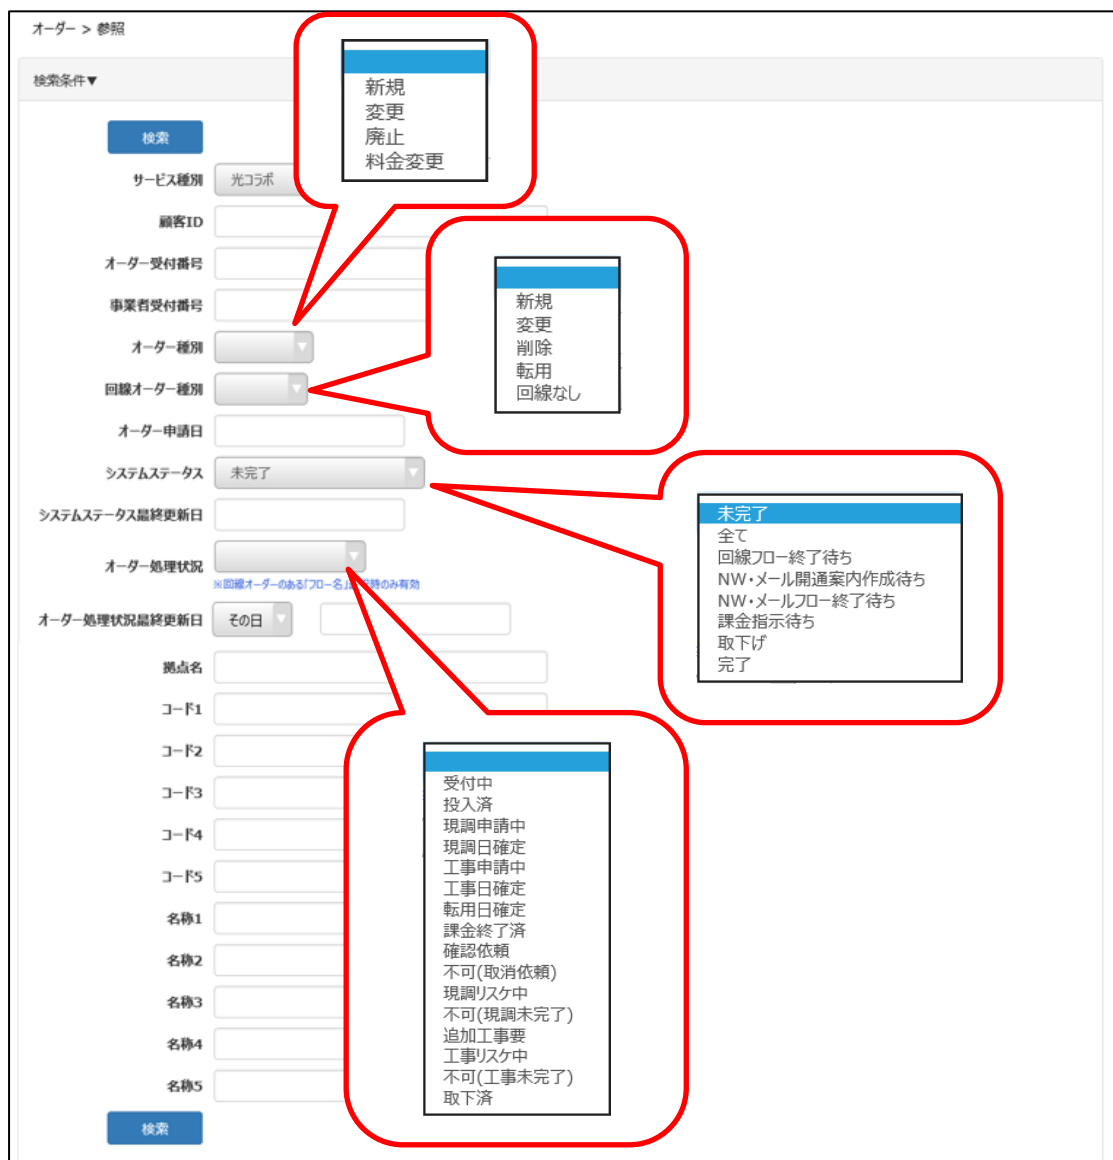 オーダー > 参照
検索条件▼
検索
サービス種別
光コラボ
顧客ID
オーダー受付番号
事業者受付番号
オーダー種別
新規
変更
廃止
料金変更
回線オーダー種別
新規
変更
削除
転用
回線なし
オーダー申請日
システムステータス
未完了
未完了
全て
回線フロー終了待ち
NW・メール開通案内作成待ち
NW・メールフロー終了待ち
課金指示待ち
取下げ
完了
システムステータス最終更新日
オーダー処理状況
※回線オーダーのある「フロー名」
時のみ有効
受付中
投入済
現調申請中
現調日確定
工事申請中
工事日確定
転用日確定
課金終了済
確認依頼
不可(取消依頼)
現調リスケ中
不可(現調未完了)
追加工事要
工事リスケ中
不可(工事未完了)
取下済
オーダー処理状況最終更新日
その日
拠点名
コード1
コード2
コード3
コード4
コード5
名称1
名称2
名称3
名称4
名称5
検索